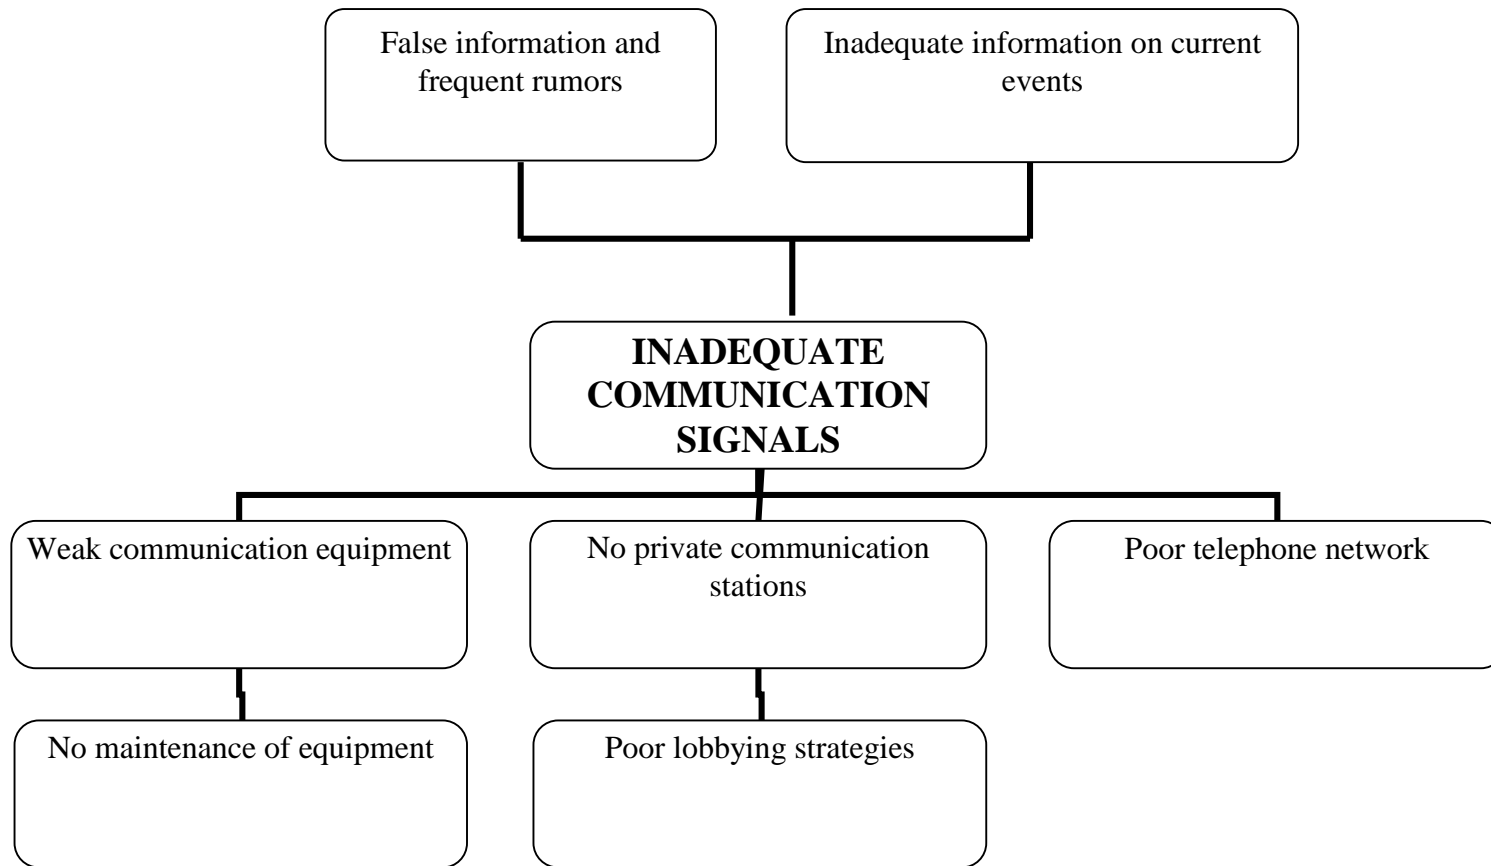 False information and
frequent rumors
Inadequate information on current
events
INADEQUATE
COMMUNICATION
SIGNALS
Weak communication equipment
No private communication
stations
Poor telephone network
No maintenance of equipment
Poor lobbying strategies